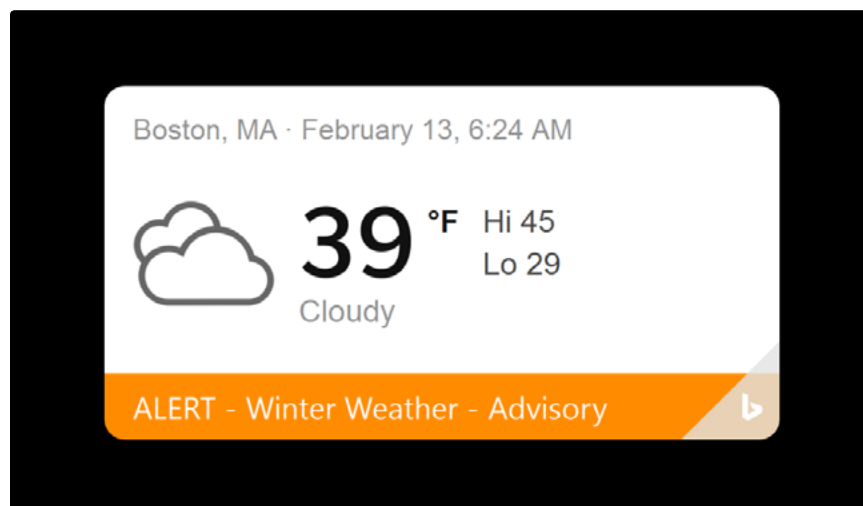 Boston, MA · February 13, 6:24 AM
39 °F Hi 45
Lo 29
Cloudy
ALERT - Winter Weather - Advisory